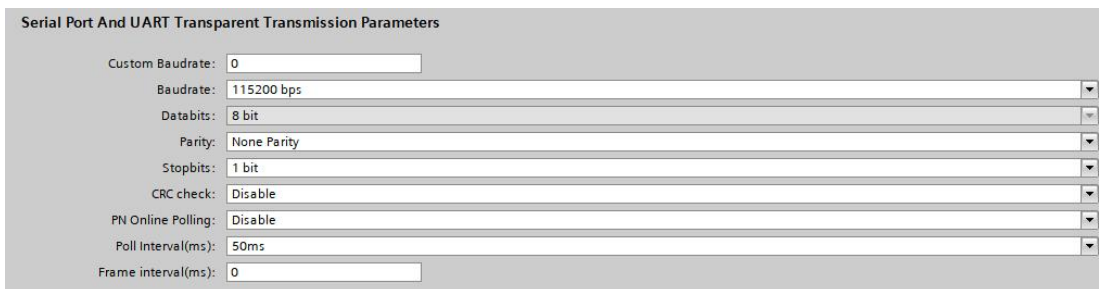 Serial Port And UART Transparent Transmission Parameters
Custom Baudrate: 0
Baudrate: 115200 bps
Databits: 8 bit
Parity: None Parity
Stopbits: 1 bit
CRC check: Disable
PN Online Polling: Disable
Poll Interval(ms): 50ms
Frame interval(ms): 0